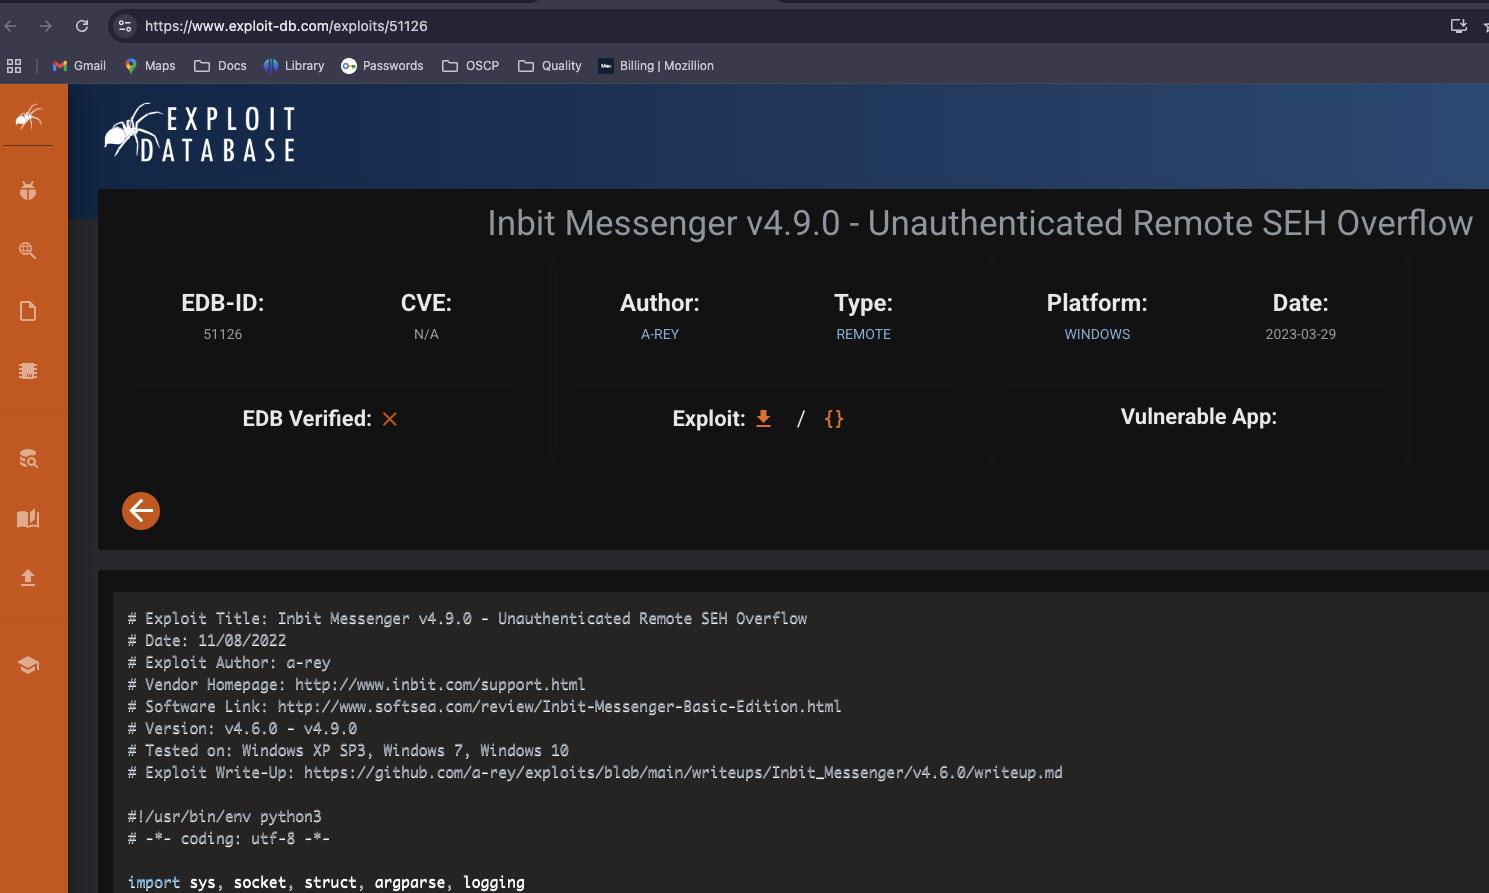 https://www.exploit-db.com/exploits/51126
Gmail Maps Docs Library Passwords OSCP Quality Billing | Mozillion
EXPLOIT
DATABASE
Inbit Messenger v4.9.0 - Unauthenticated Remote SEH Overflow
EDB-ID: CVE: Author: Type: Platform: Date:
51126 N/A A-REY REMOTE WINDOWS 2023-03-29
EDB Verified: Exploit: / {} Vulnerable App:
# Exploit Title: Inbit Messenger v4.9.0 - Unauthenticated Remote SEH Overflow
# Date: 11/08/2022
# Exploit Author: a-rey
# Vendor Homepage: http://www.inbit.com/support.html
# Software Link: http://www.softsea.com/review/Inbit-Messenger-Basic-Edition.html
# Version: v4.6.0 - v4.9.0
# Tested on: Windows XP SP3, Windows 7, Windows 10
# Exploit Write-Up: https://github.com/a-rey/exploits/blob/main/writeups/Inbit_Messenger/v4.6.0/writeup.md
#!/usr/bin/env python3
# -*- coding: utf-8 -*-
import sys, socket, struct, argparse, logging